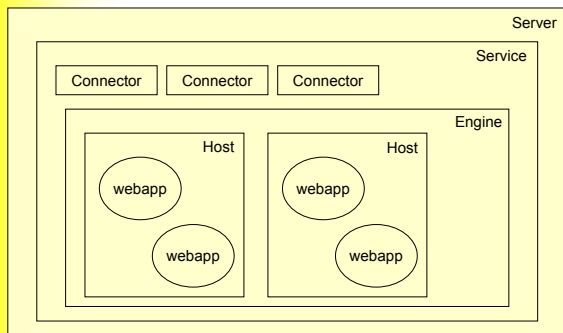 Server
Service
Connector Connector Connector
Engine
Host Host
webapp webapp
webapp webapp